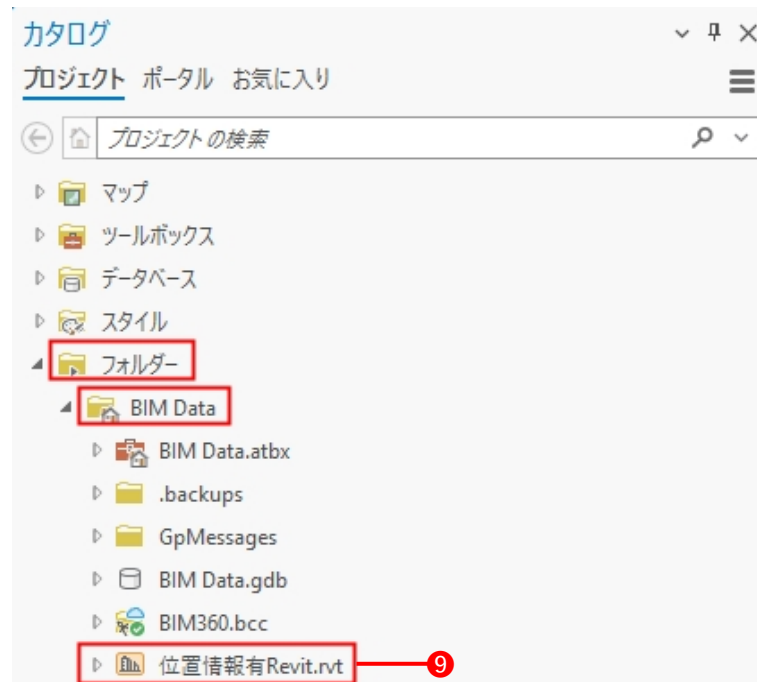 カタログ
プロジェクト ポータル お気に入り
プロジェクトの検索
マップ
ツールボックス
データベース
スタイル
フォルダー
BIM Data
BIM Data.atbx
.backups
GpMessages
BIM Data.gdb
BIM360.bcc
位置情報有Revit.rvt 9